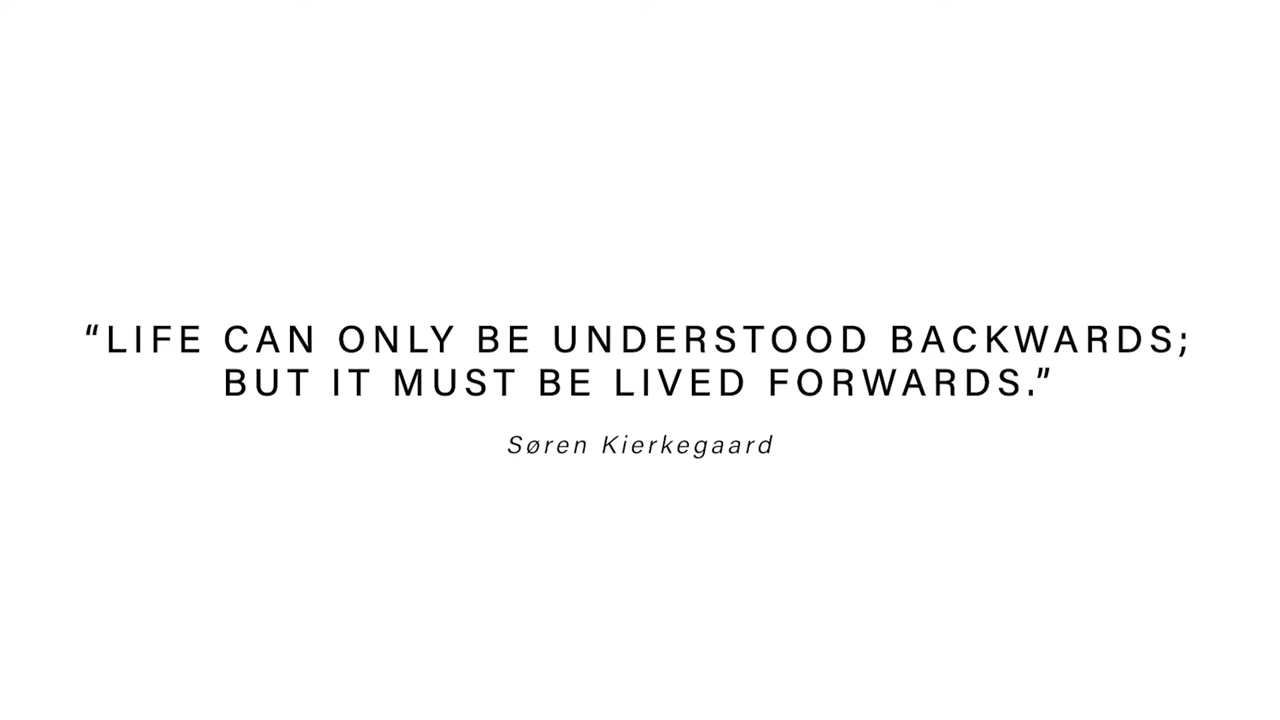 “LIFE CAN ONLY BE UNDERSTOOD BACKWARDS;
BUT IT MUST BE LIVED FORWARDS.”
Søren Kierkegaard